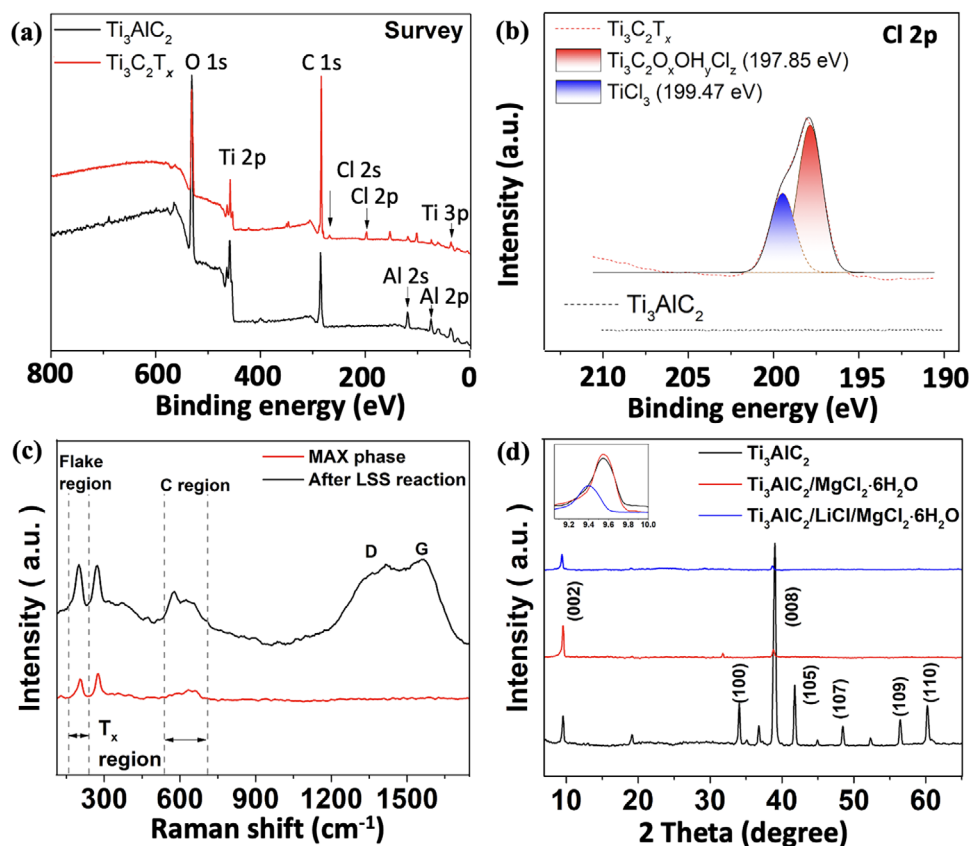 (a)
Ti₃AlC₂
Ti₃C₂Tₓ
Survey
O 1s
C 1s
Ti 2p
Cl 2s
Cl 2p
Ti 3p
Al 2s
Al 2p
800 600 400 200 0
Binding energy (eV)
(b)
Cl 2p
Ti₃C₂Tₓ
Ti₃C₂OₓOHᵧCl_z (197.85 eV)
TiCl₃ (199.47 eV)
Intensity (a.u.)
Ti₃AlC₂
210 205 200 195 190
Binding energy (eV)
(c)
Flake
region
C region
MAX phase
After LSS reaction
D
G
Intensity ( a.u.)
Tₓ
region
300 600 900 1200 1500
Raman shift (cm⁻¹)
(d)
9.2 9.4 9.6 9.8 10.0
Ti₃AlC₂
Ti₃AlC₂/MgCl₂·6H₂O
Ti₃AlC₂/LiCl/MgCl₂·6H₂O
Intensity ( a.u.)
(002)
(008)
(100)
(105)
(107)
(109)
(110)
10 20 30 40 50 60
2 Theta (degree)